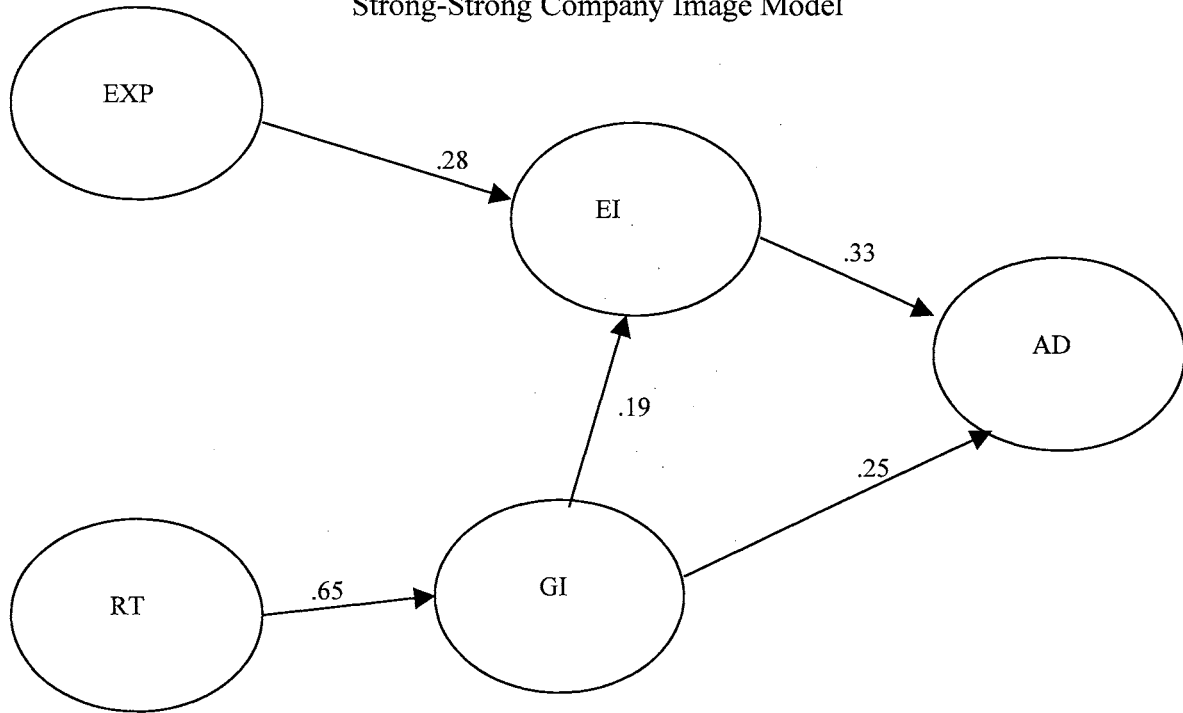 Strong-Strong Company Image Model
EXP
.28
EI
.33
AD
.19
.25
RT
.65
GI